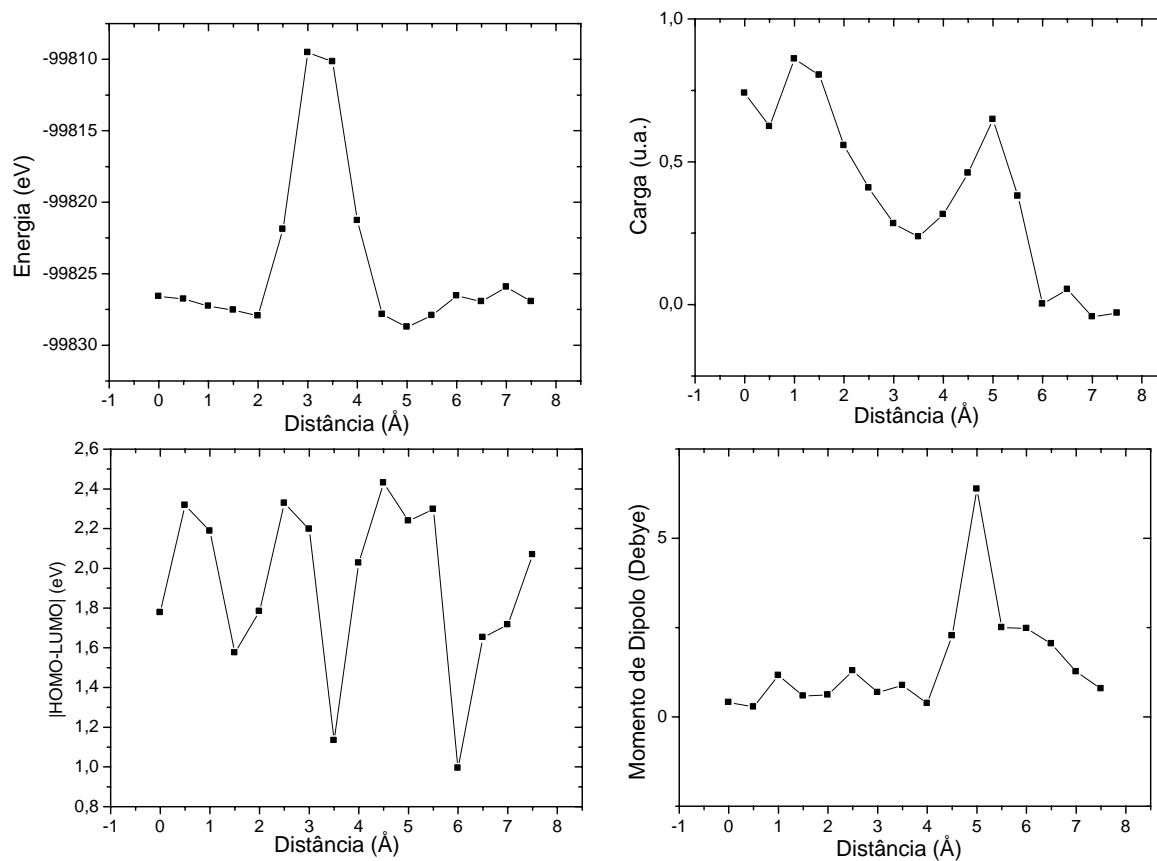 Energia (eV)
-99810
-99815
-99820
-99825
-99830
-1 0 1 2 3 4 5 6 7 8
Distância (Å)
Carga (u.a.)
1,0
0,5
0,0
-1 0 1 2 3 4 5 6 7 8
Distância (Å)
|HOMO-LUMO| (eV)
2,6
2,4
2,2
2,0
1,8
1,6
1,4
1,2
1,0
0,8
-1 0 1 2 3 4 5 6 7 8
Distância (Å)
Momento de Dipolo (Debye)
5
0
-1 0 1 2 3 4 5 6 7 8
Distância (Å)